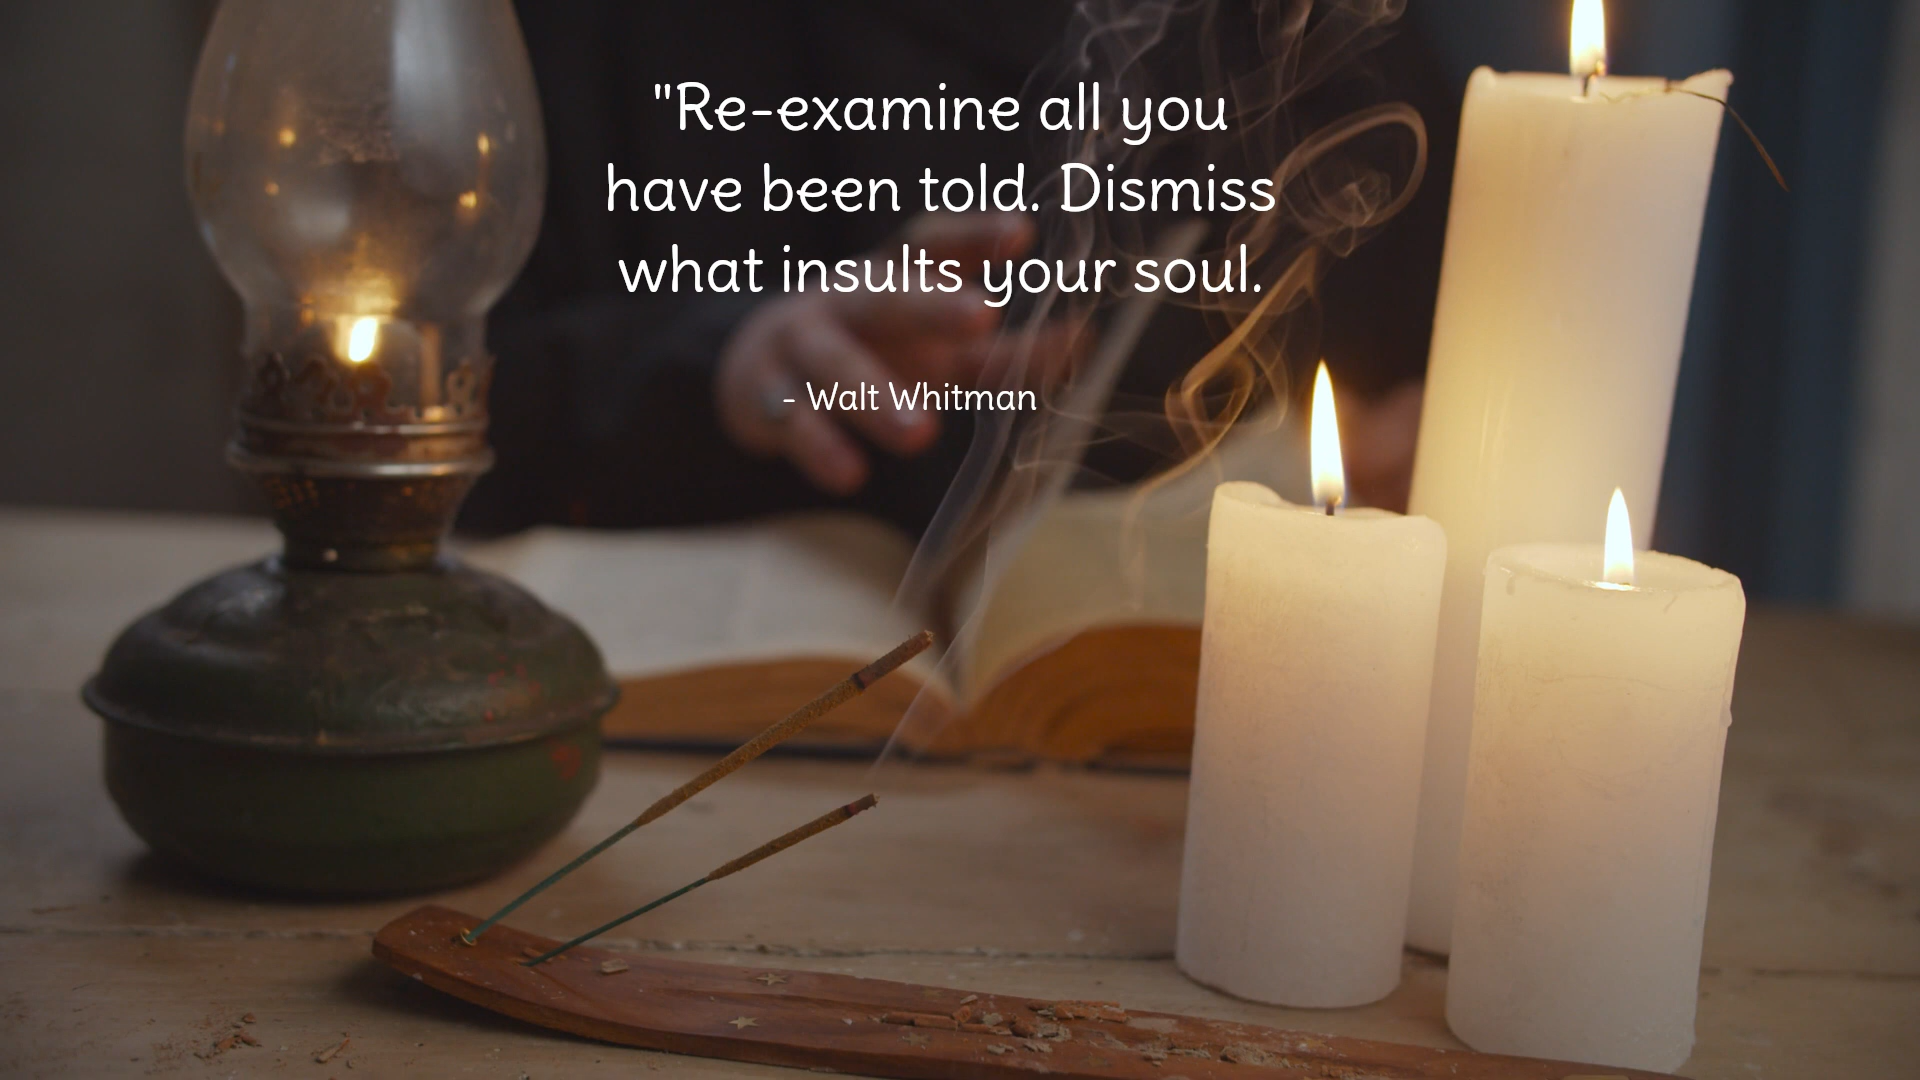 "Re-examine all you
have been told. Dismiss
what insults your soul.
- Walt Whitman